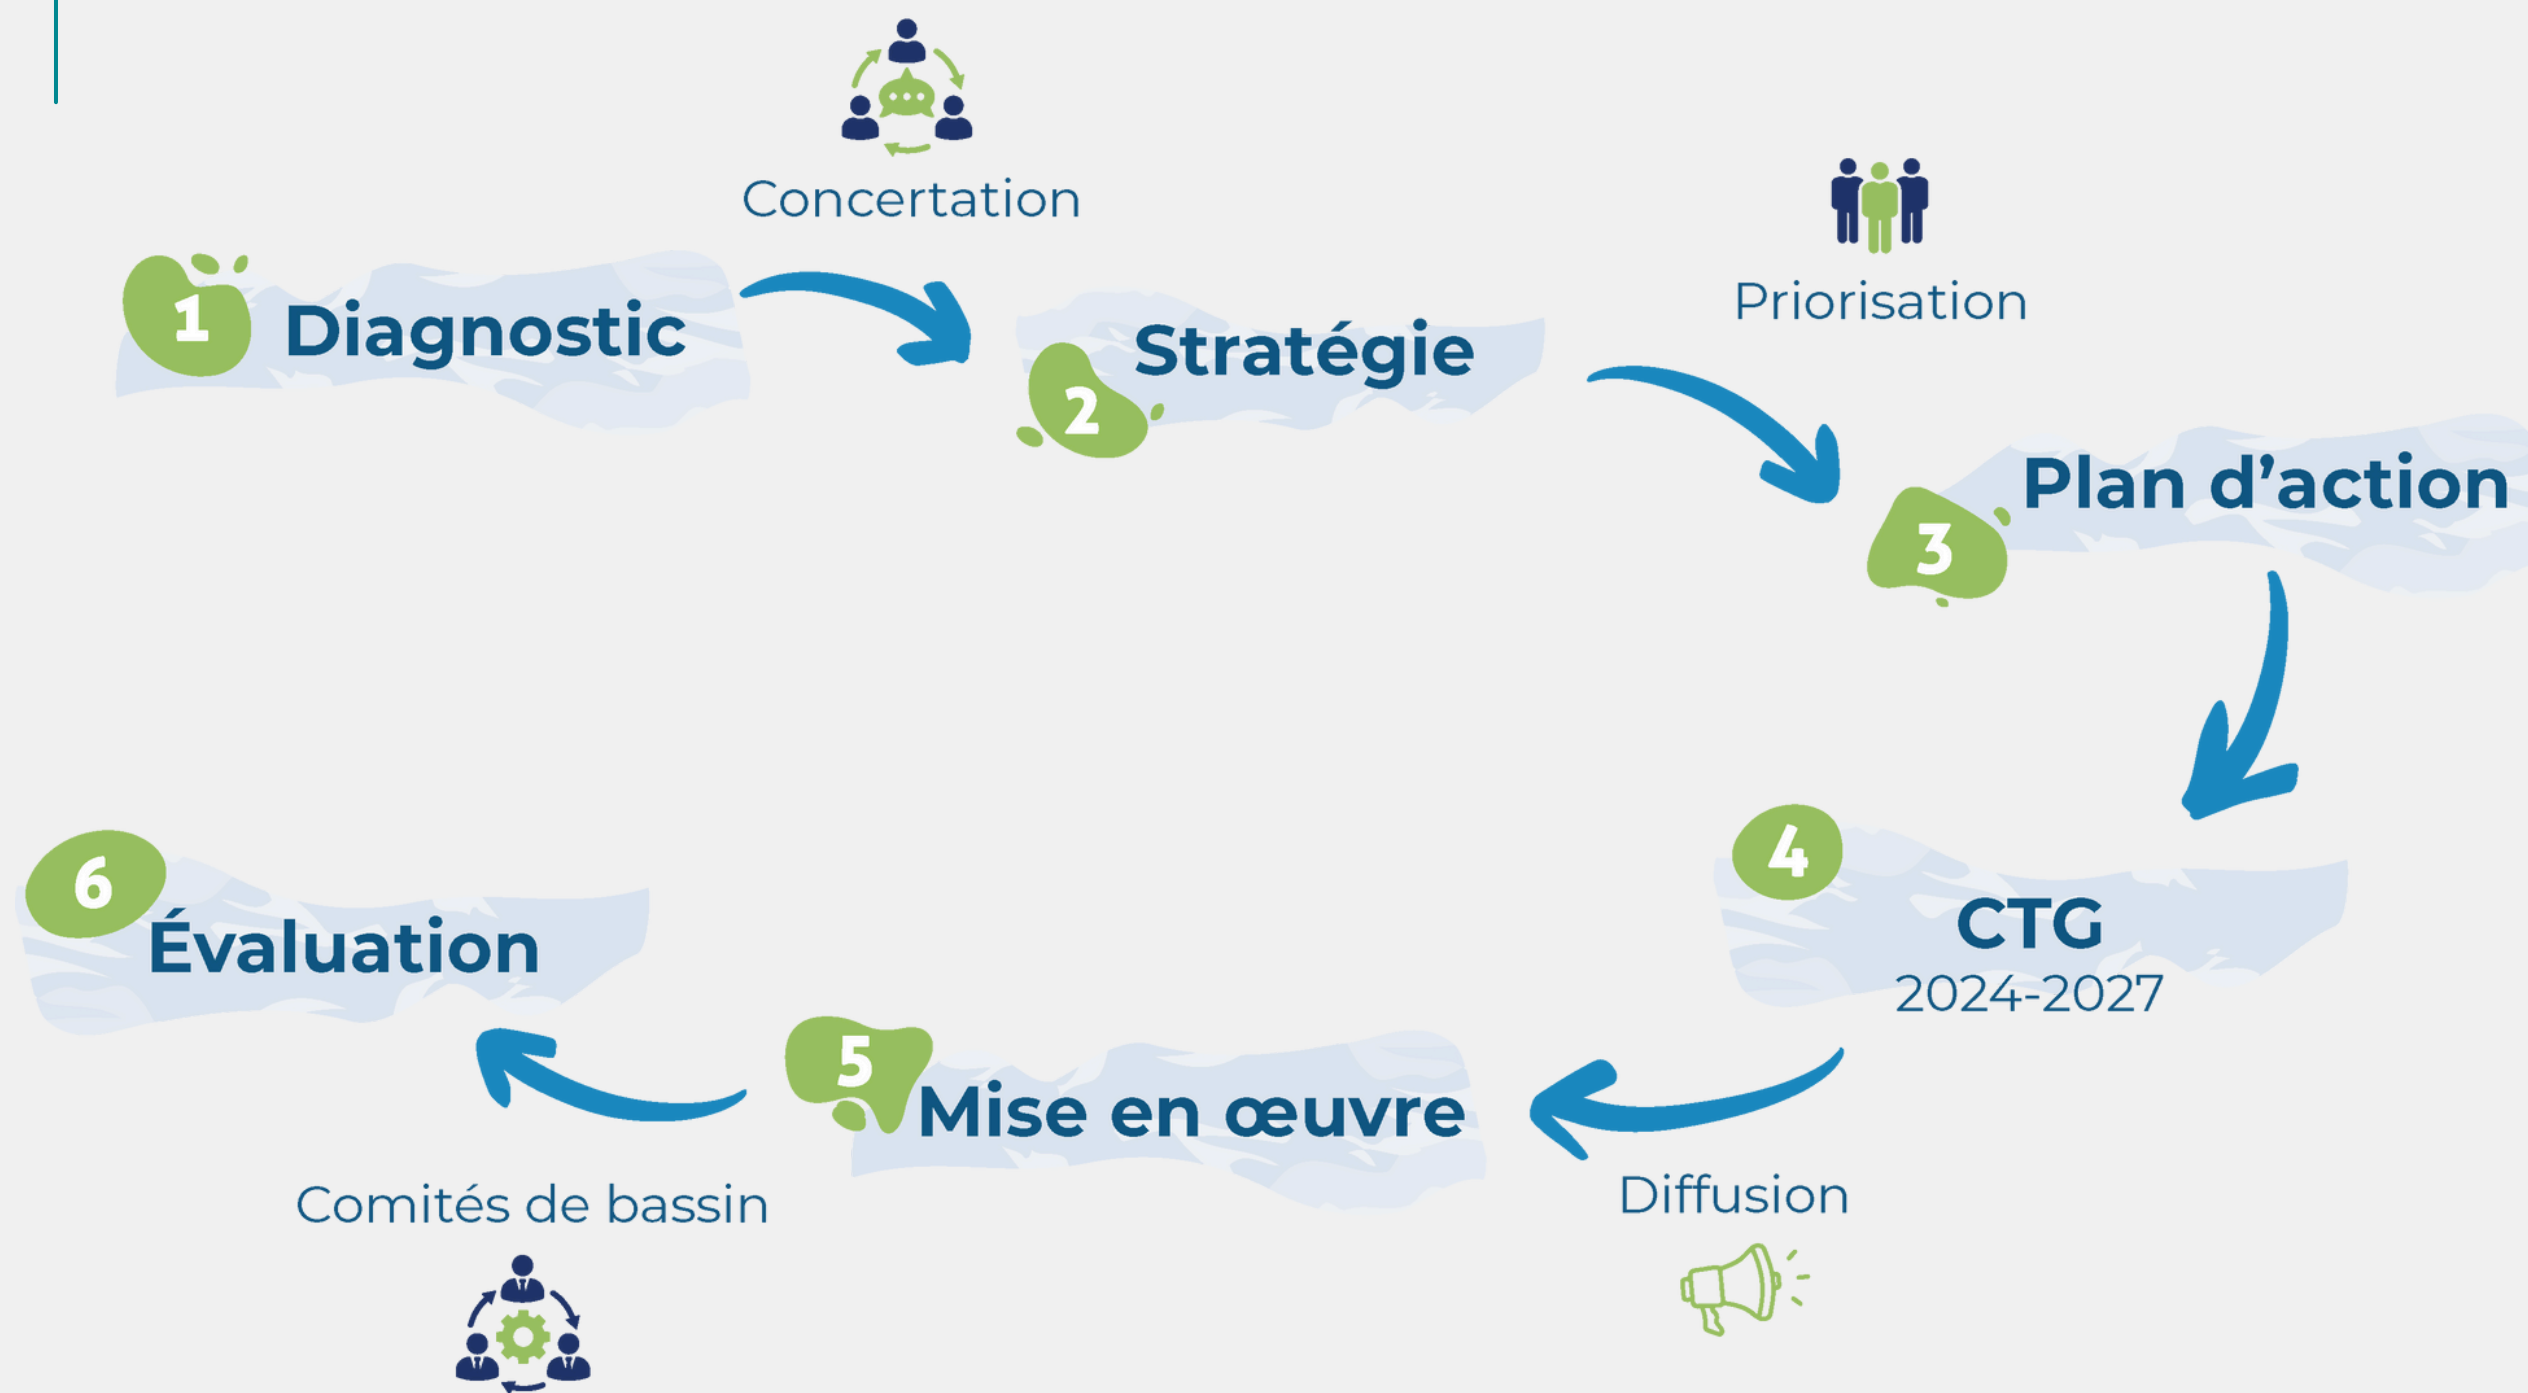 Concertation
Priorisation
1
Diagnostic
2
Stratégie
3
Plan d’action
4
CTG
2024-2027
Diffusion
5
Mise en œuvre
Comités de bassin
6
Évaluation